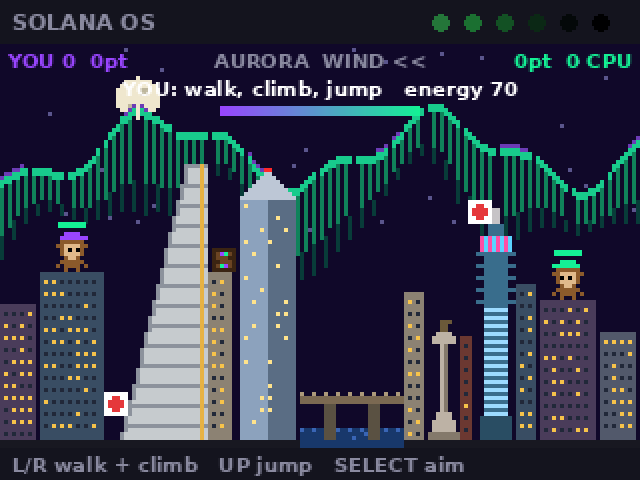 SOLANA OS
YOU 0 0pt
AURORA WIND <<
0pt 0 CPU
YOU: walk, climb, jump energy 70
L/R walk + climb UP jump SELECT aim